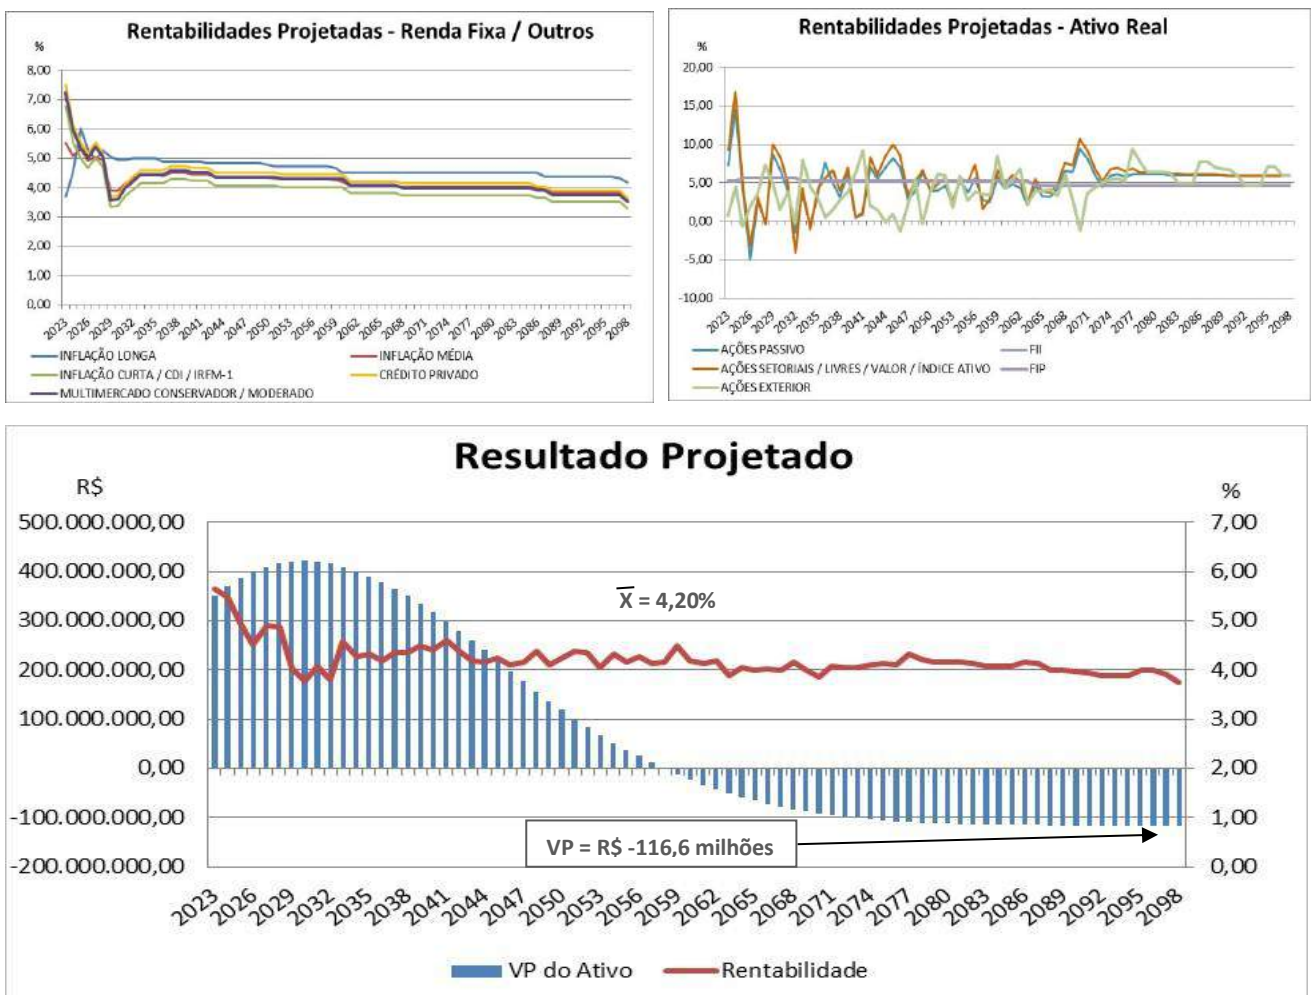 Rentabilidades Projetadas - Renda Fixa / Outros
%
8,00
7,00
6,00
5,00
4,00
3,00
2,00
1,00
0,00
2023 2026 2029 2032 2035 2038 2041 2044 2047 2050 2053 2056 2059 2062 2065 2068 2071 2074 2077 2080 2083 2086 2089 2092 2095 2098
INFLAÇÃO LONGA INFLAÇÃO MÉDIA
INFLAÇÃO CURTA / CDI / IRFM-1 CRÉDITO PRIVADO
MULTIMERCADO CONSERVADOR / MODERADO
Rentabilidades Projetadas - Ativo Real
%
20,00
15,00
10,00
5,00
0,00
-5,00
-10,00
2023 2026 2029 2032 2035 2038 2041 2044 2047 2050 2053 2056 2059 2062 2065 2068 2071 2074 2077 2080 2083 2086 2089 2092 2095 2098
AÇÕES PASSIVO FII
AÇÕES SETORIAIS / LIVRES / VALOR / ÍNDICE ATIVO FIP
AÇÕES EXTERIOR
Resultado Projetado
R$ %
500.000.000,00 7,00
400.000.000,00 6,00
300.000.000,00 5,00
200.000.000,00 4,00
100.000.000,00 3,00
0,00 2,00
-100.000.000,00 1,00
-200.000.000,00 0,00
X̅ = 4,20%
VP = R$ -116,6 milhões
2023 2026 2029 2032 2035 2038 2041 2044 2047 2050 2053 2056 2059 2062 2065 2068 2071 2074 2077 2080 2083 2086 2089 2092 2095 2098
VP do Ativo Rentabilidade